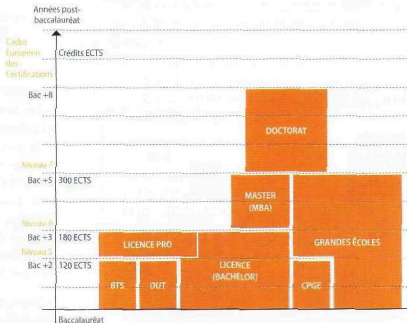 Années post-
baccalauréat
Cadre
Européen
des
Certifications
Crédits ECTS
Bac +8
DOCTORAT
Niveau 7
Bac +5 300 ECTS
MASTER
(MBA)
Niveau 6
Bac +3 180 ECTS
LICENCE PRO
GRANDES ÉCOLES
Niveau 5
Bac +2 120 ECTS
LICENCE
(BACHELOR)
BTS
DUT
CPGE
Baccalauréat